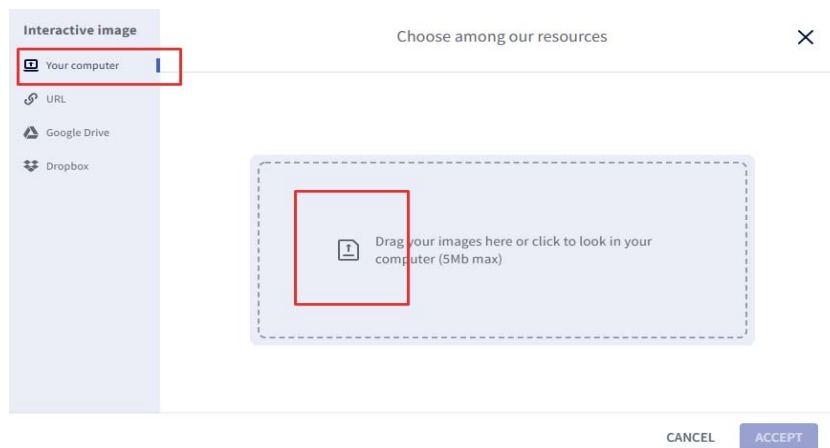 Interactive image
Choose among our resources
Your computer
URL
Google Drive
Dropbox
Drag your images here or click to look in your
computer (5Mb max)
CANCEL
ACCEPT